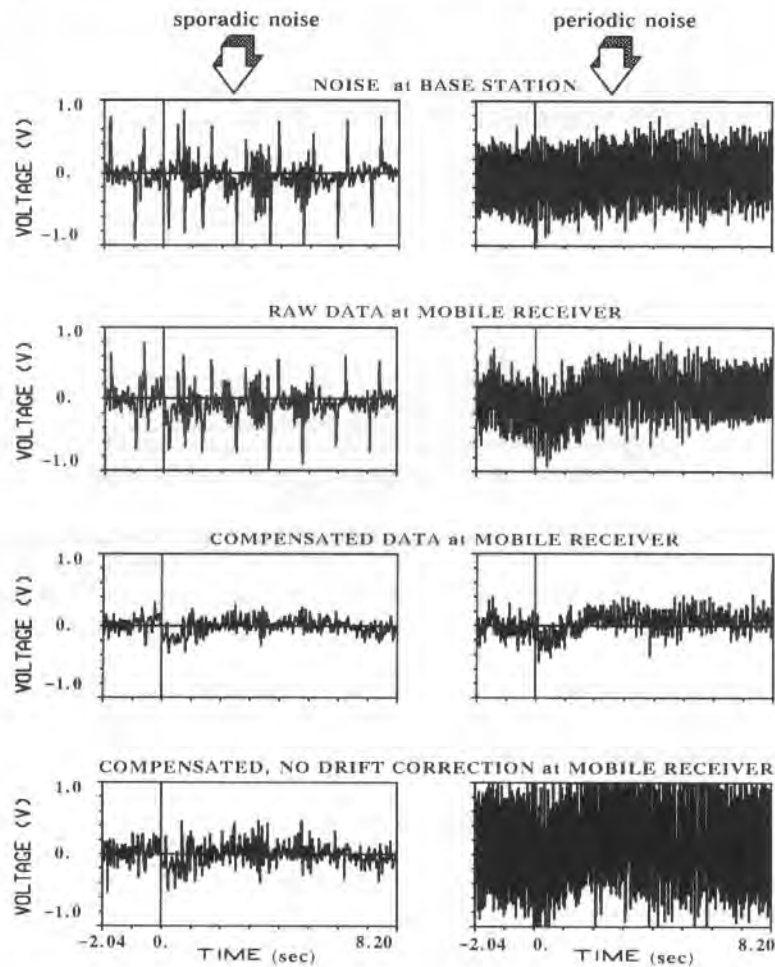 sporadic noise
periodic noise
NOISE at BASE STATION
1.0
0.
-1.0
VOLTAGE (V)
RAW DATA at MOBILE RECEIVER
1.0
0.
-1.0
VOLTAGE (V)
COMPENSATED DATA at MOBILE RECEIVER
1.0
0.
-1.0
VOLTAGE (V)
COMPENSATED, NO DRIFT CORRECTION at MOBILE RECEIVER
1.0
0.
-1.0
VOLTAGE (V)
-2.04 0. 8.20
TIME (sec)
-2.04 0. 8.20
TIME (sec)